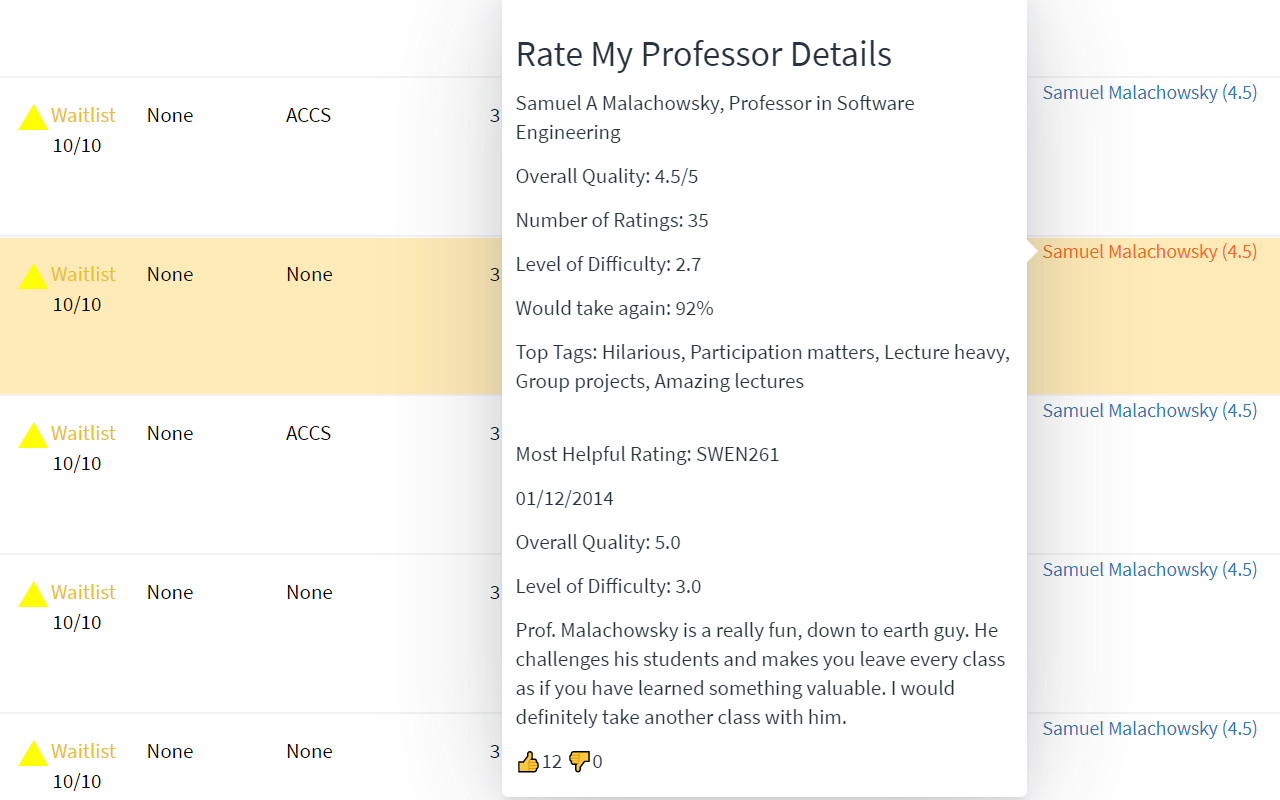 Rate My Professor Details
Samuel A Malachowsky, Professor in Software
Engineering
Overall Quality: 4.5/5
Number of Ratings: 35
Level of Difficulty: 2.7
Would take again: 92%
Top Tags: Hilarious, Participation matters, Lecture heavy,
Group projects, Amazing lectures
Most Helpful Rating: SWEN261
01/12/2014
Overall Quality: 5.0
Level of Difficulty: 3.0
Prof. Malachowsky is a really fun, down to earth guy. He
challenges his students and makes you leave every class
as if you have learned something valuable. I would
definitely take another class with him.
12 0
Waitlist None ACCS 3 Samuel Malachowsky (4.5)
10/10
Waitlist None None 3 Samuel Malachowsky (4.5)
10/10
Waitlist None ACCS 3 Samuel Malachowsky (4.5)
10/10
Waitlist None None 3 Samuel Malachowsky (4.5)
10/10
Waitlist None None 3 Samuel Malachowsky (4.5)
10/10